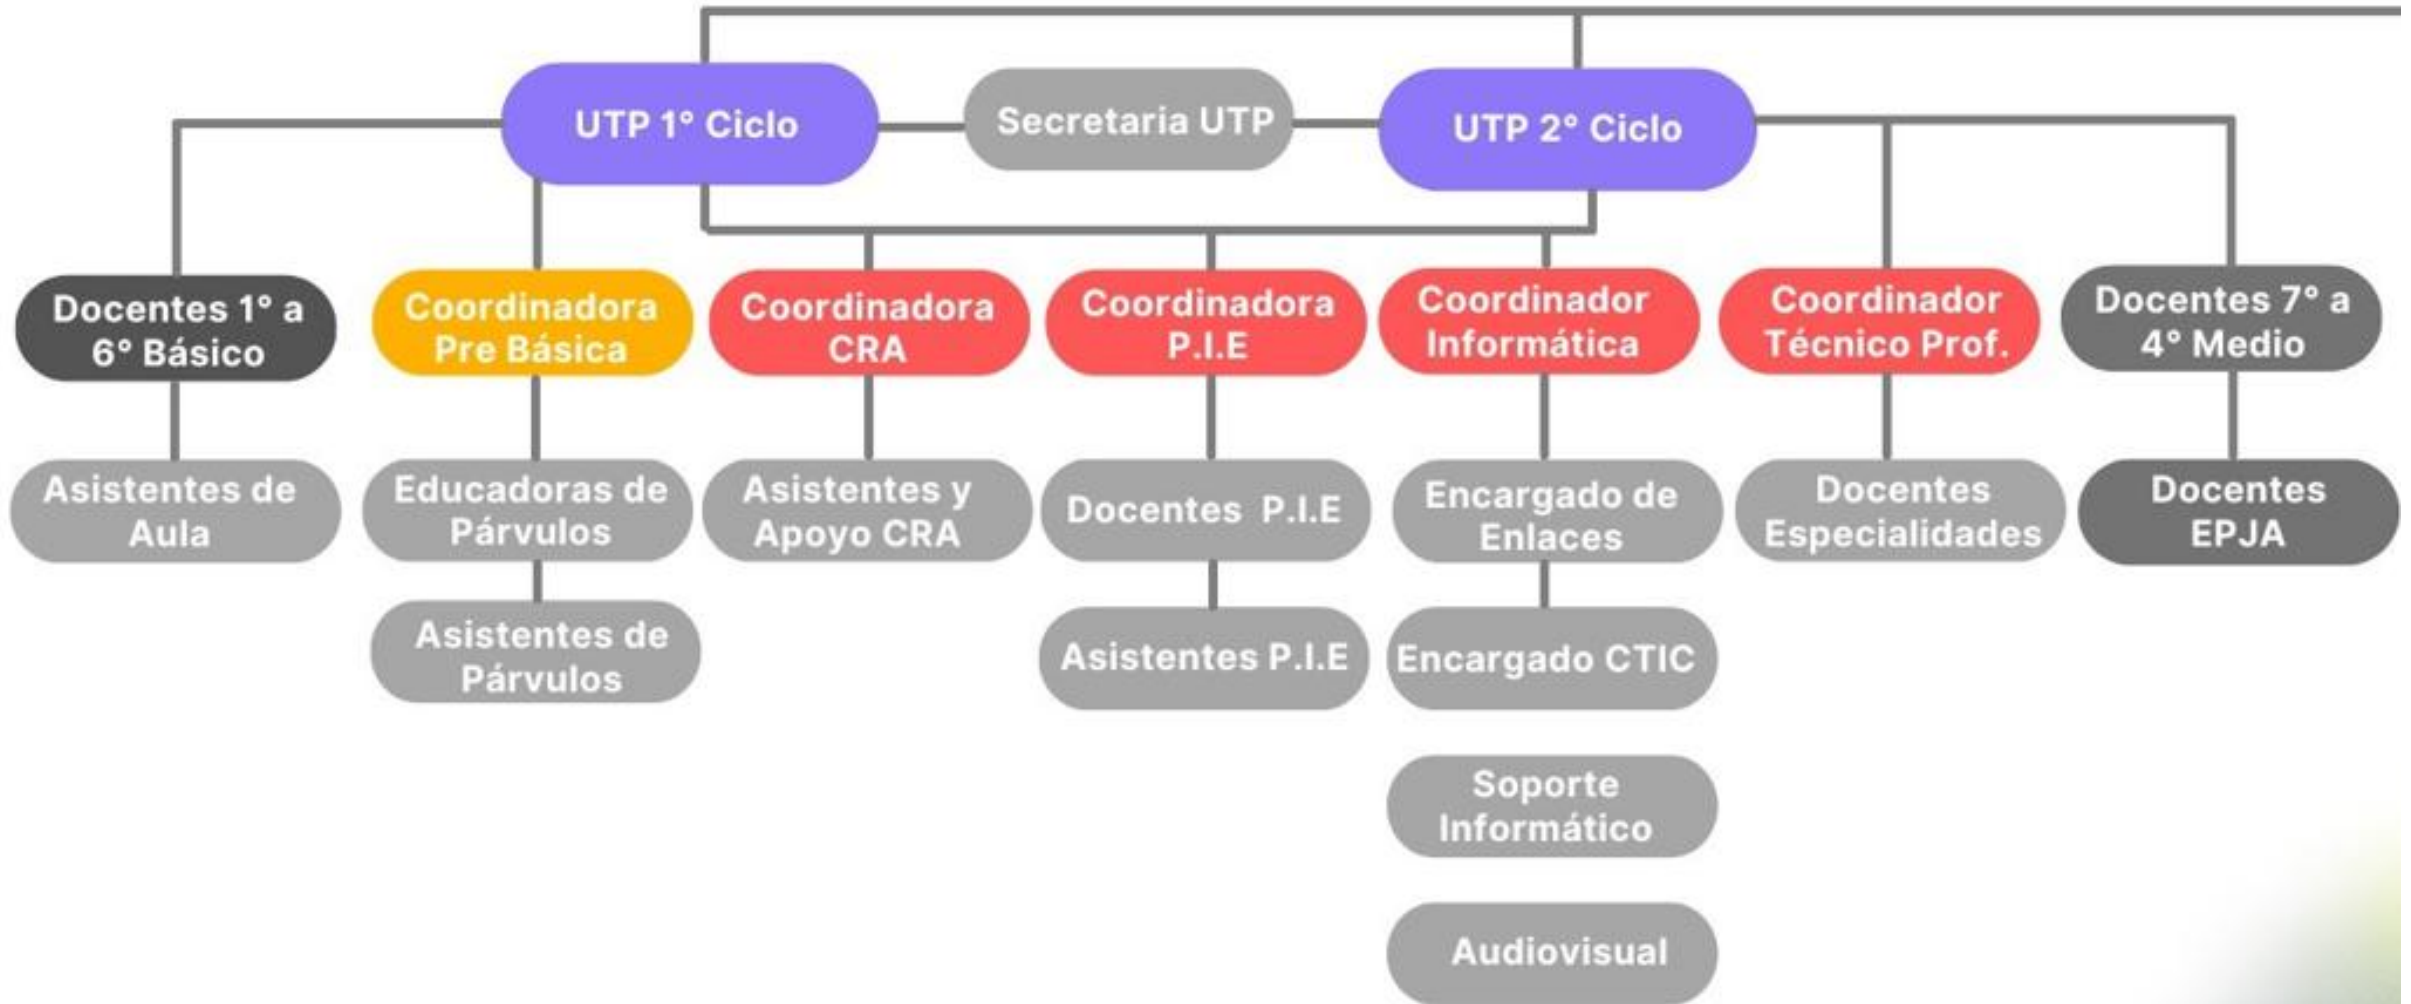 UTP 1° Ciclo
Secretaria UTP
UTP 2° Ciclo
Docentes 1° a
6° Básico
Coordinadora
Pre Básica
Coordinadora
CRA
Coordinadora
P.I.E
Coordinador
Informática
Coordinador
Técnico Prof.
Docentes 7° a
4° Medio
Asistentes de
Aula
Educadoras de
Párvulos
Asistentes y
Apoyo CRA
Docentes P.I.E
Encargado de
Enlaces
Docentes
Especialidades
Docentes
EPJA
Asistentes de
Párvulos
Asistentes P.I.E
Encargado CTIC
Soporte
Informático
Audiovisual